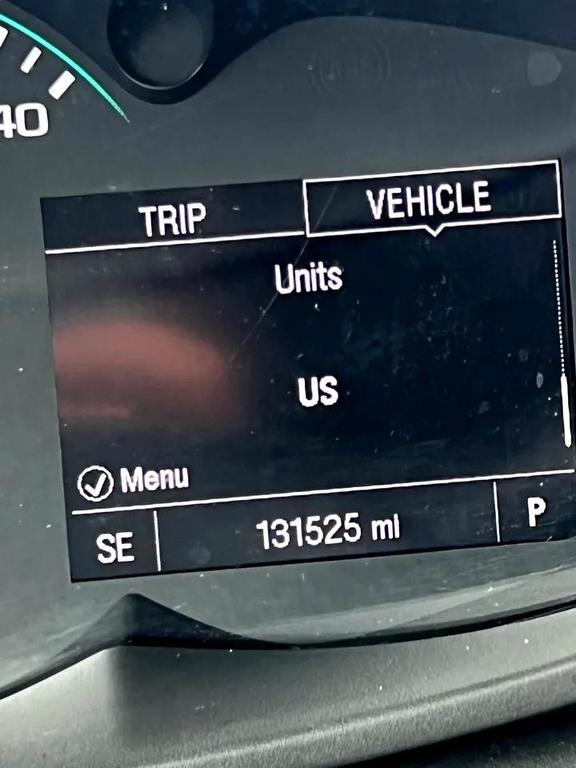 40
TRIP
VEHICLE
Units
US
Menu
SE
131525 mi
P